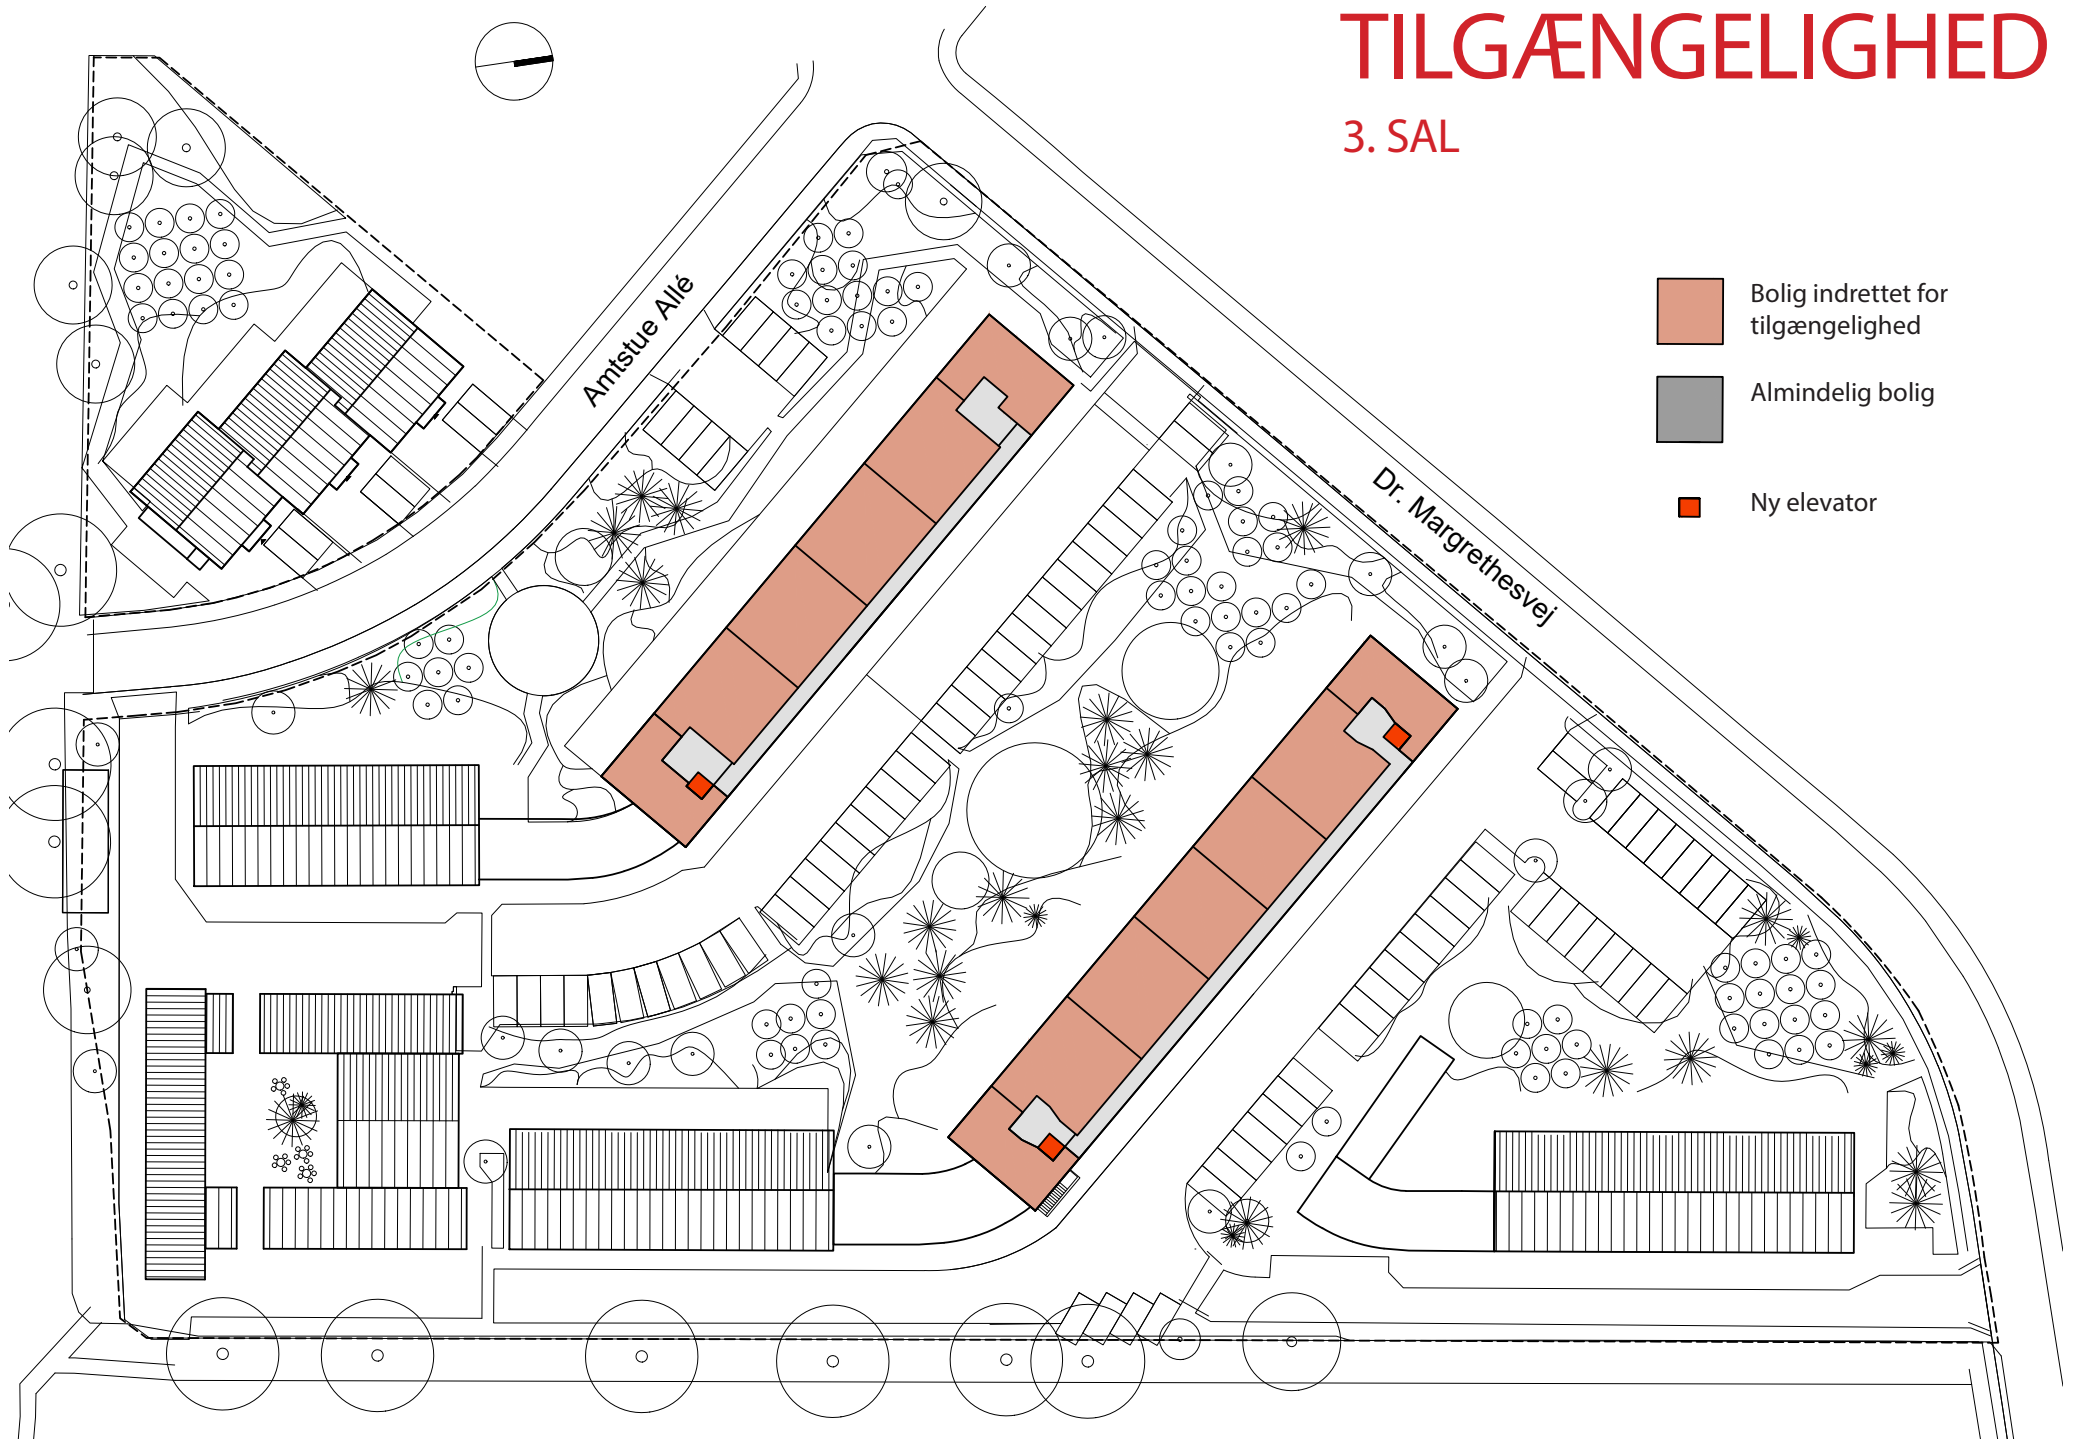 TILGÆNGELIGHED
3. SAL
Bolig indrettet for
tilgængelighed
Almindelig bolig
Ny elevator
Amtstue Allé
Dr. Margrethesvej